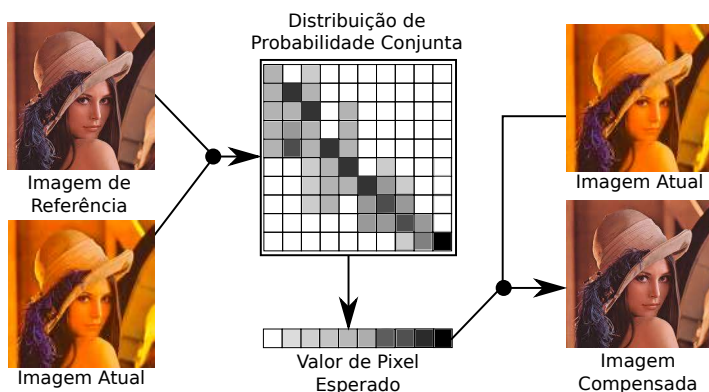 Distribuição de
Probabilidade Conjunta
Imagem de
Referência
Imagem Atual
Valor de Pixel
Esperado
Imagem Atual
Imagem
Compensada